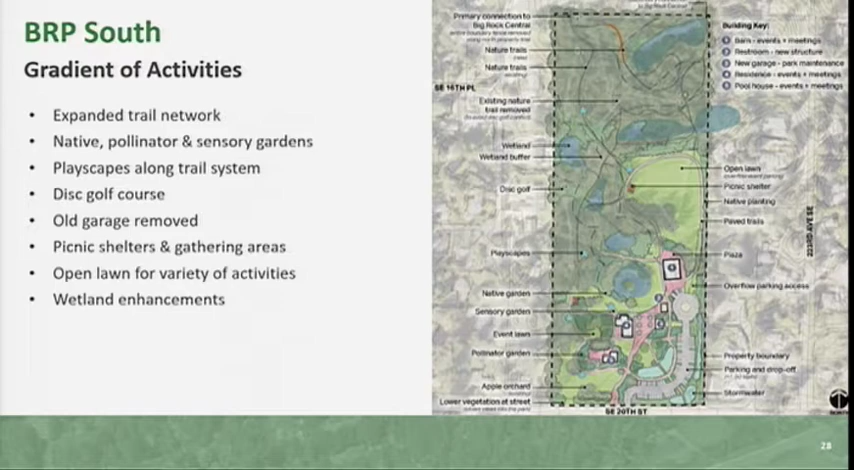 BRP South
Gradient of Activities
• Expanded trail network
• Native, pollinator & sensory gardens
• Playscapes along trail system
• Disc golf course
• Old garage removed
• Picnic shelters & gathering areas
• Open lawn for variety of activities
• Wetland enhancements
Primary connection to
Big Rock Central
Nature trails
Nature trails
SE 16TH PL
Existing nature
trail removed
Wetland
Wetland buffer
Disc golf
Playscapes
Native garden
Sensory garden
Event lawn
Pollinator garden
Apple orchard
Lower vegetation at street
SE 20TH ST
Building Key:
Barn - events + meetings
Restroom - new structure
New garage - park maintenance
Residence - events + meetings
Pool house - events + meetings
Open lawn
Picnic shelter
Native planting
Paved trails
223RD AVE SE
Plaza
Overflow parking access
Property boundary
Parking and drop-off
Stormwater
28